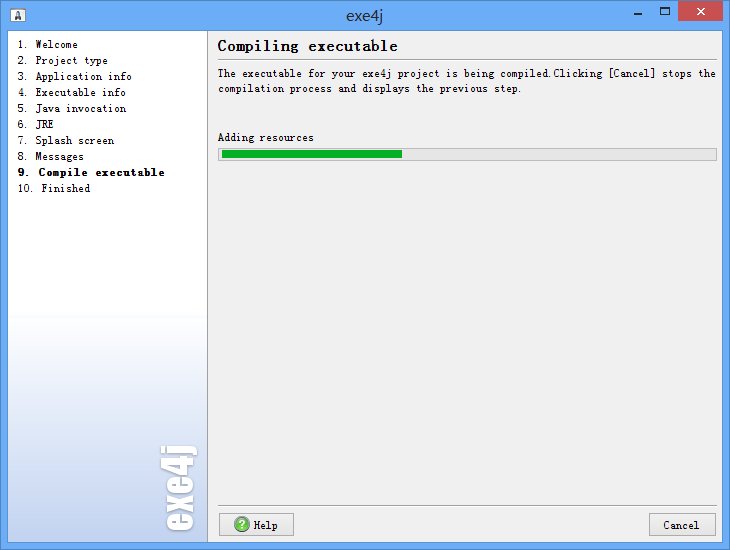 exe4j
1. Welcome
2. Project type
3. Application info
4. Executable info
5. Java invocation
6. JRE
7. Splash screen
8. Messages
9. Compile executable
10. Finished
exe4j
Compiling executable
The executable for your exe4j project is being compiled.Clicking [Cancel] stops the
compilation process and displays the previous step.
Adding resources
Help
Cancel